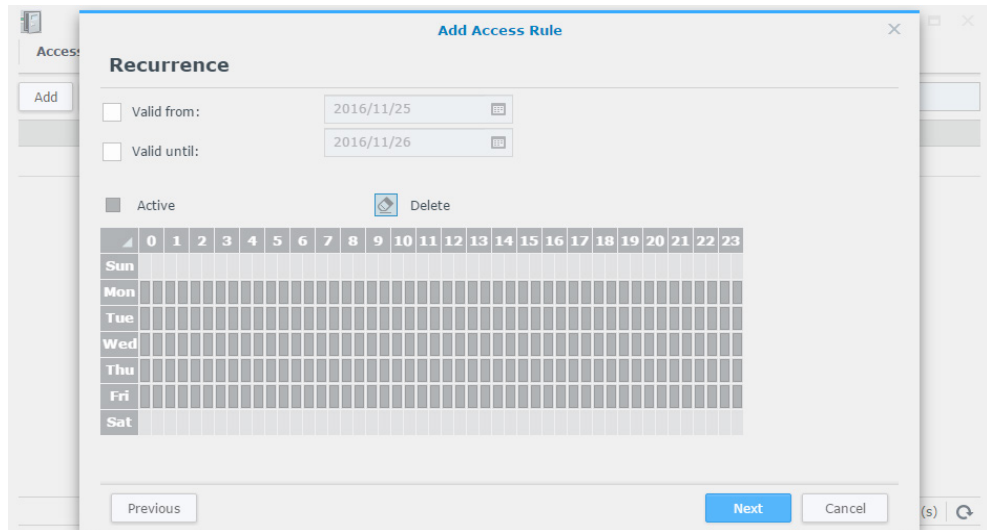 Add Access Rule
Access
Recurrence
Add
Valid from:
2016/11/25
Valid until:
2016/11/26
Active
Delete
0 1 2 3 4 5 6 7 8 9 10 11 12 13 14 15 16 17 18 19 20 21 22 23
Sun
Mon
Tue
Wed
Thu
Fri
Sat
Previous
Next
Cancel
(s)